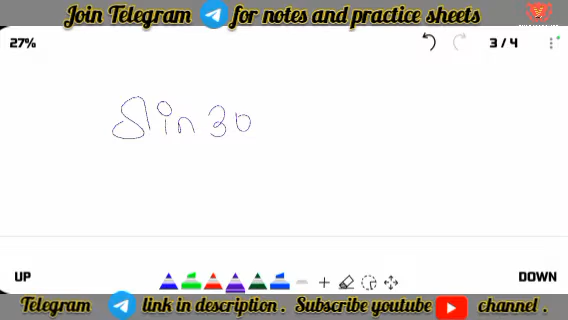 Join Telegram for notes and practice sheets
27%
3 / 4
Sin 30
UP
DOWN
Telegram link in description . Subscribe youtube channel .